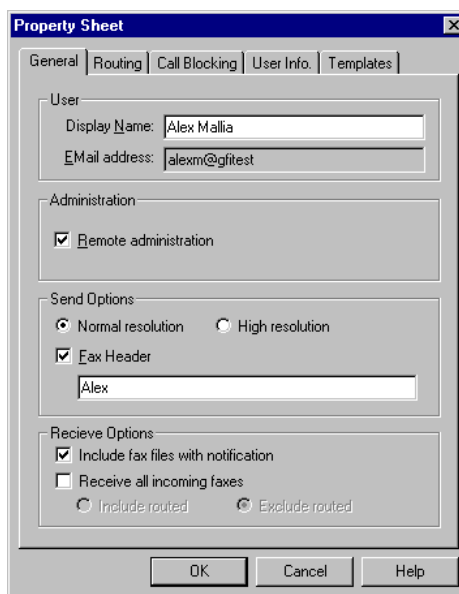 Property Sheet
General Routing Call Blocking User Info. Templates
User
Display Name: Alex Mallia
EMail address: alexm@gfitest
Administration
Remote administration
Send Options
Normal resolution High resolution
Fax Header
Alex
Recieve Options
Include fax files with notification
Receive all incoming faxes
Include routed Exclude routed
OK Cancel Help